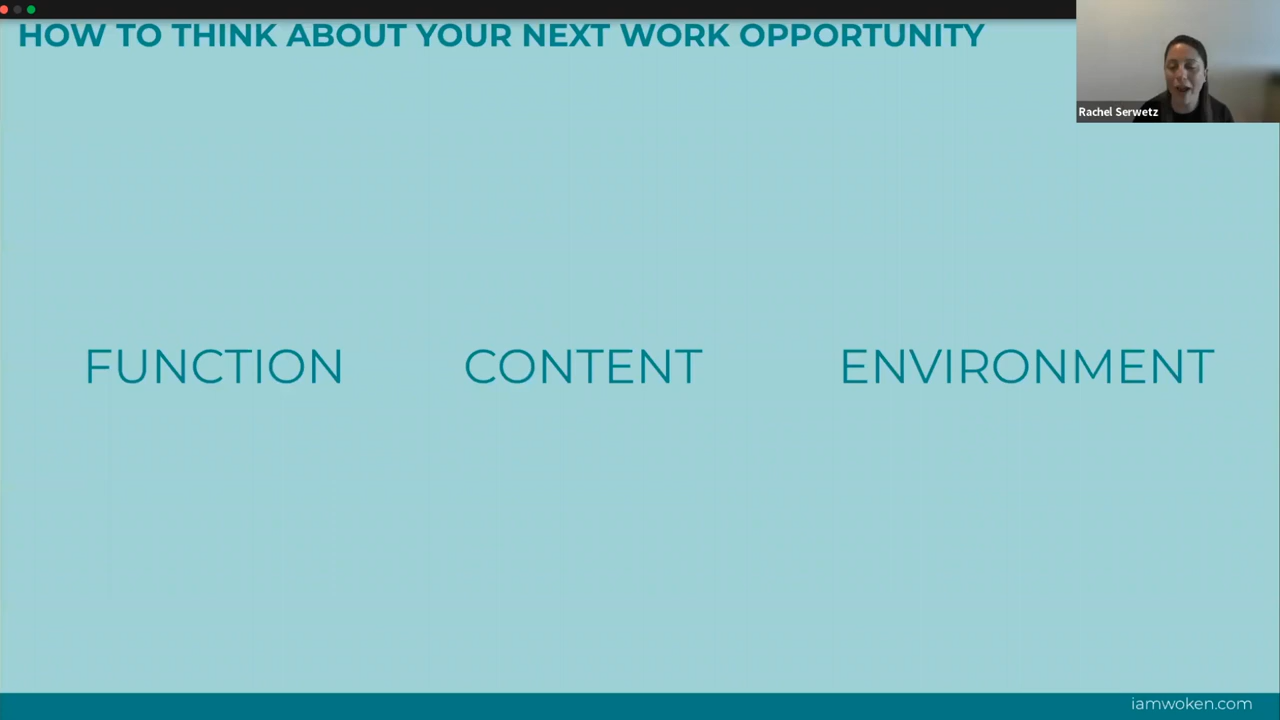 HOW TO THINK ABOUT YOUR NEXT WORK OPPORTUNITY
Rachel Serwetz
FUNCTION CONTENT ENVIRONMENT
iamwoken.com